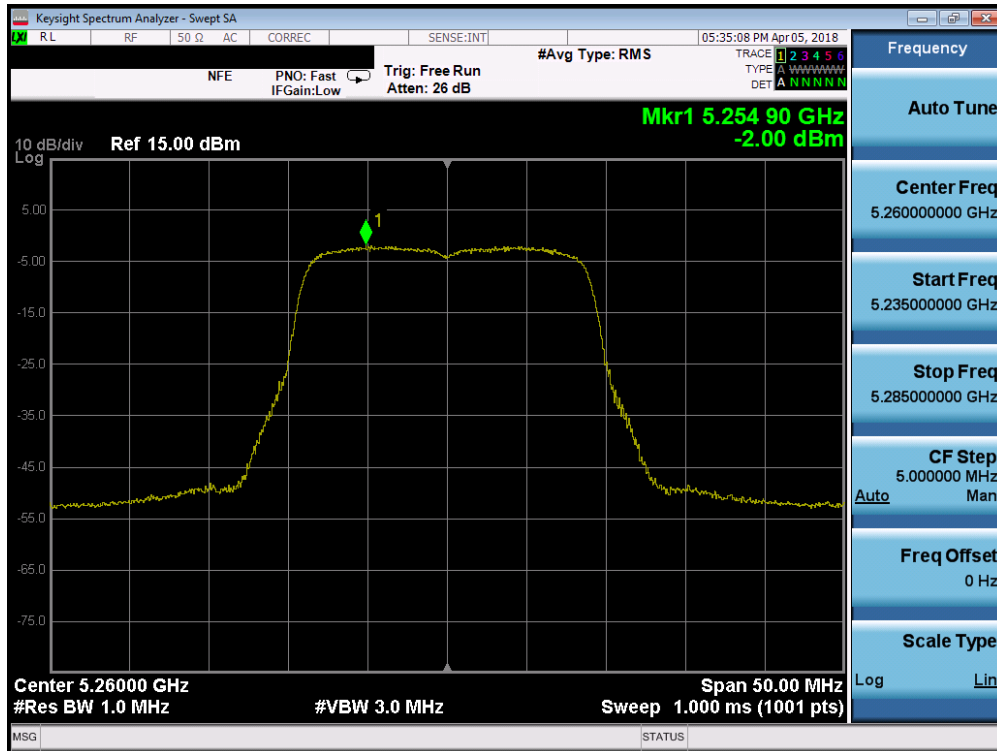 Keysight Spectrum Analyzer - Swept SA
LXI RL RF 50 Ω AC CORREC SENSE:INT 05:35:08 PM Apr 05, 2018
NFE PNO: Fast Trig: Free Run #Avg Type: RMS TRACE 1 2 3 4 5 6
IFGain:Low Atten: 26 dB TYPE A WWWWW
DET A N N N N N
Mkr1 5.254 90 GHz
-2.00 dBm
10 dB/div Ref 15.00 dBm
Log
5.00
1
-5.00
-15.0
-25.0
-35.0
-45.0
-55.0
-65.0
-75.0
Center 5.26000 GHz Span 50.00 MHz
#Res BW 1.0 MHz #VBW 3.0 MHz Sweep 1.000 ms (1001 pts)
MSG STATUS
Frequency
Auto Tune
Center Freq
5.260000000 GHz
Start Freq
5.235000000 GHz
Stop Freq
5.285000000 GHz
CF Step
5.000000 MHz
Auto Man
Freq Offset
0 Hz
Scale Type
Log Lin